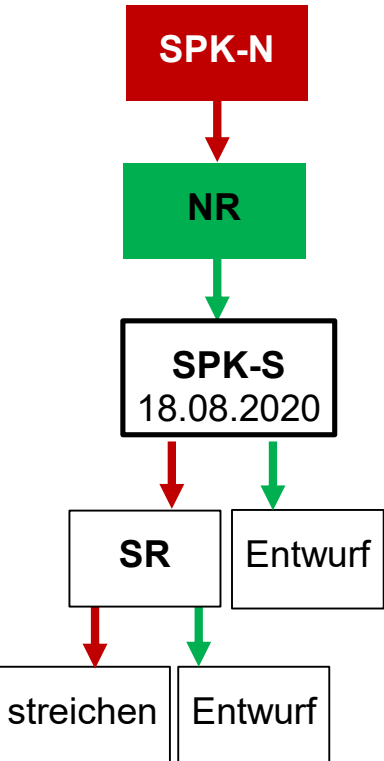 SPK-N
NR
SPK-S
18.08.2020
SR
Entwurf
streichen
Entwurf